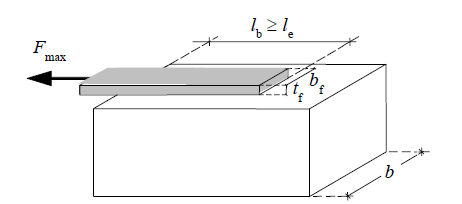 l_b ≥ l_e
F_max
b_f
t_f
b